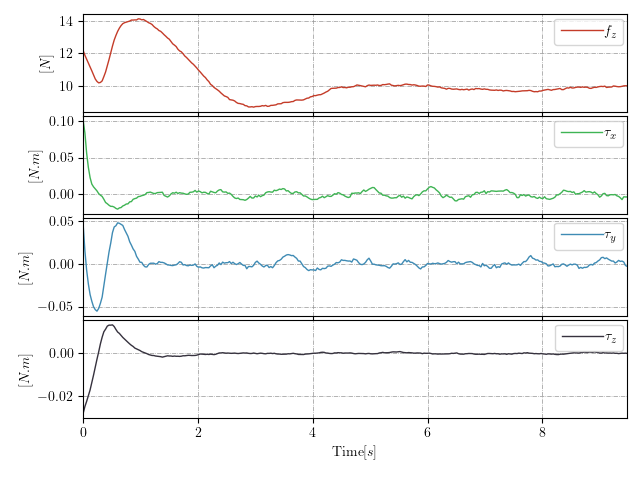 14
12
10
[N]
f_z
0.10
0.05
0.00
[N.m]
τ_x
0.05
0.00
−0.05
[N.m]
τ_y
0.00
−0.02
[N.m]
τ_z
0 2 4 6 8
Time[s]